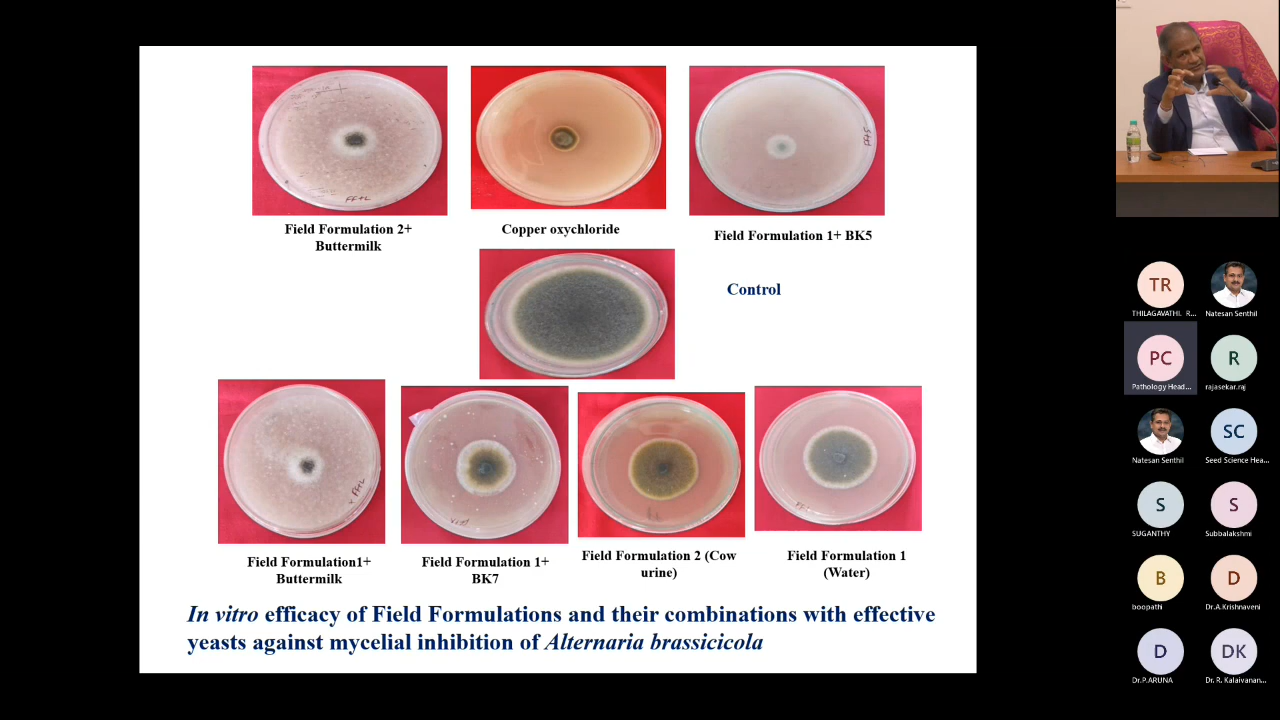 Field Formulation 2+
Buttermilk
Copper oxychloride
Field Formulation 1+ BK5
Control
Field Formulation1+
Buttermilk
Field Formulation 1+
BK7
Field Formulation 2 (Cow
urine)
Field Formulation 1
(Water)
In vitro efficacy of Field Formulations and their combinations with effective
yeasts against mycelial inhibition of Alternaria brassicicola
TR
THILAGAVATHI. R...
Natesan Senthil
PC
Pathology Head...
R
rajasekar.raj
Natesan Senthil
SC
Seed Science Hea...
S
SUGANTHY
S
Subbalakshmi
B
boopathi
D
Dr.A.Krishnaveni
D
Dr.P.ARUNA
DK
Dr. R. Kalaivanan...